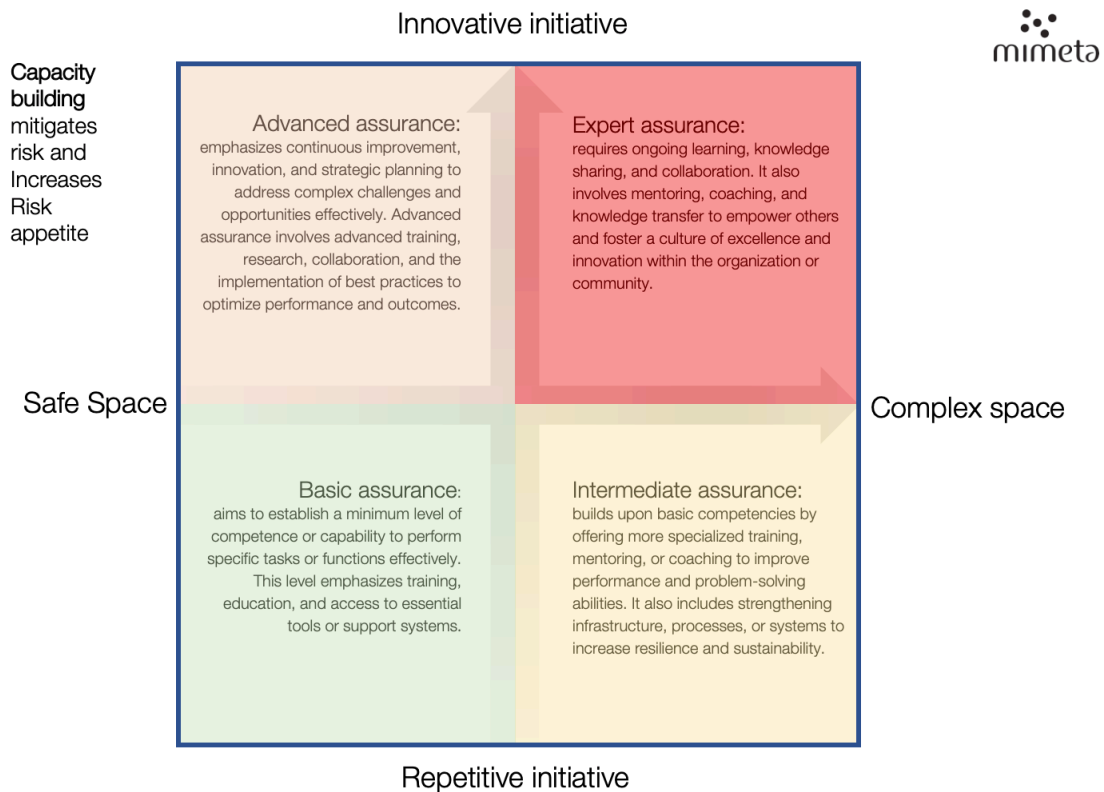 Innovative initiative
mimeta
Capacity
building
mitigates
risk and
Increases
Risk
appetite
Advanced assurance:
emphasizes continuous improvement,
innovation, and strategic planning to
address complex challenges and
opportunities effectively. Advanced
assurance involves advanced training,
research, collaboration, and the
implementation of best practices to
optimize performance and outcomes.
Expert assurance:
requires ongoing learning, knowledge
sharing, and collaboration. It also
involves mentoring, coaching, and
knowledge transfer to empower others
and foster a culture of excellence and
innovation within the organization or
community.
Safe Space
Complex space
Basic assurance:
aims to establish a minimum level of
competence or capability to perform
specific tasks or functions effectively.
This level emphasizes training,
education, and access to essential
tools or support systems.
Intermediate assurance:
builds upon basic competencies by
offering more specialized training,
mentoring, or coaching to improve
performance and problem-solving
abilities. It also includes strengthening
infrastructure, processes, or systems to
increase resilience and sustainability.
Repetitive initiative